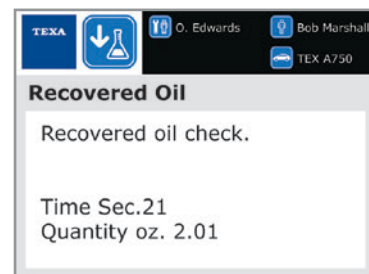 TEXA
O. Edwards
Bob Marshall
TEX A750
Recovered Oil
Recovered oil check.
Time Sec.21
Quantity oz. 2.01